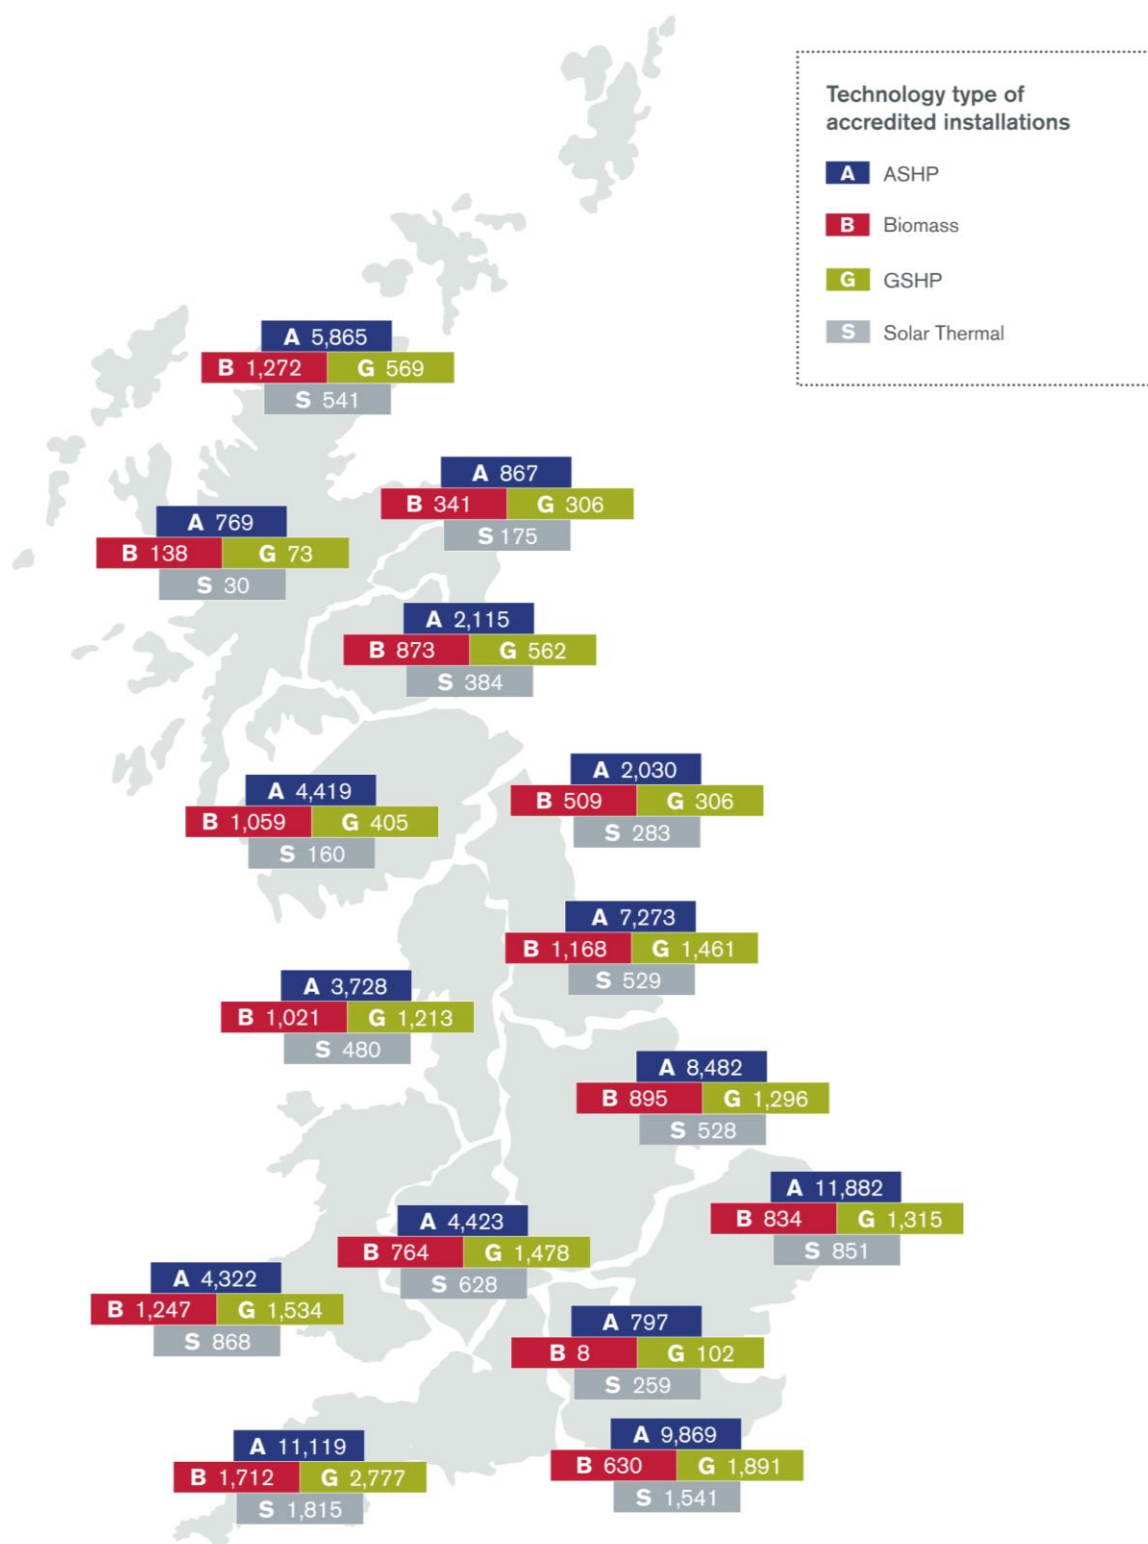 Technology type of
accredited installations
A ASHP
B Biomass
G GSHP
S Solar Thermal
A 5,865
B 1,272 G 569
S 541
A 867
B 341 G 306
S 175
A 769
B 138 G 73
S 30
A 2,115
B 873 G 562
S 384
A 2,030
B 509 G 306
S 283
A 4,419
B 1,059 G 405
S 160
A 7,273
B 1,168 G 1,461
S 529
A 3,728
B 1,021 G 1,213
S 480
A 8,482
B 895 G 1,296
S 528
A 11,882
B 834 G 1,315
S 851
A 4,423
B 764 G 1,478
S 628
A 4,322
B 1,247 G 1,534
S 868
A 797
B 8 G 102
S 259
A 9,869
B 630 G 1,891
S 1,541
A 11,119
B 1,712 G 2,777
S 1,815